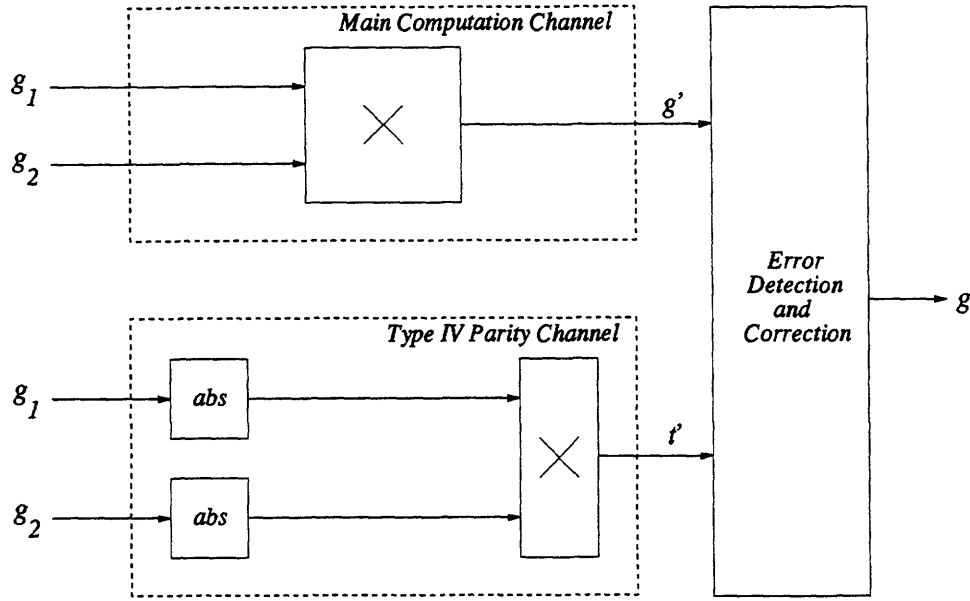 Main Computation Channel
g1
g2
g’
Error
Detection
and
Correction
g
Type IV Parity Channel
g1
abs
g2
abs
t’